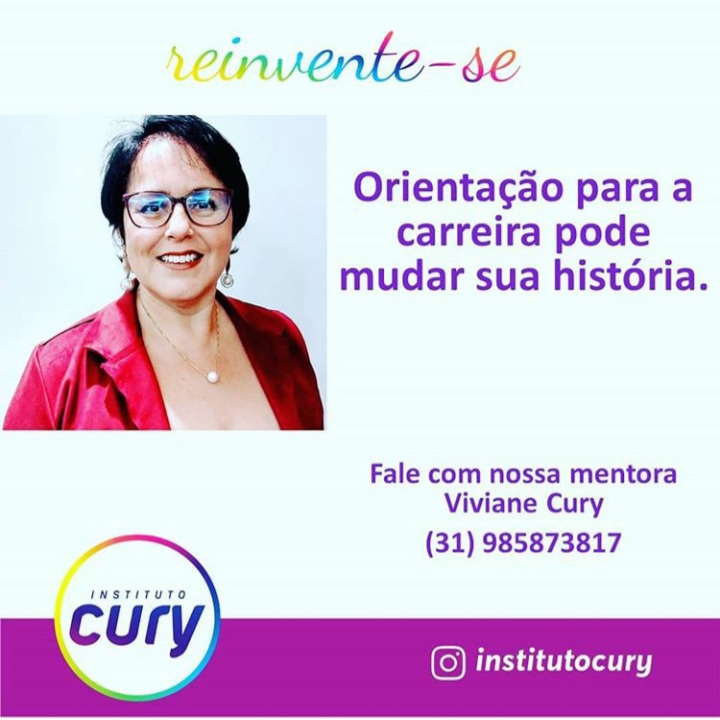 reinvente-se
Orientação para a
carreira pode
mudar sua história.
Fale com nossa mentora
Viviane Cury
(31) 985873817
INSTITUTO
cury
institutocury